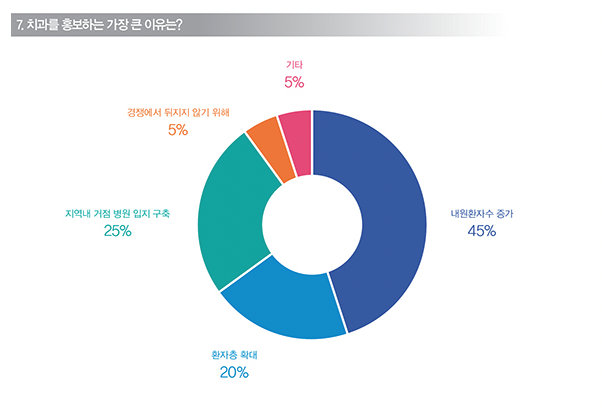 7. 치과를 홍보하는 가장 큰 이유는?
기타
5%
경쟁에서 뒤지지 않기 위해
5%
지역내 거점 병원 입지 구축
25%
내원환자수 증가
45%
환자층 확대
20%